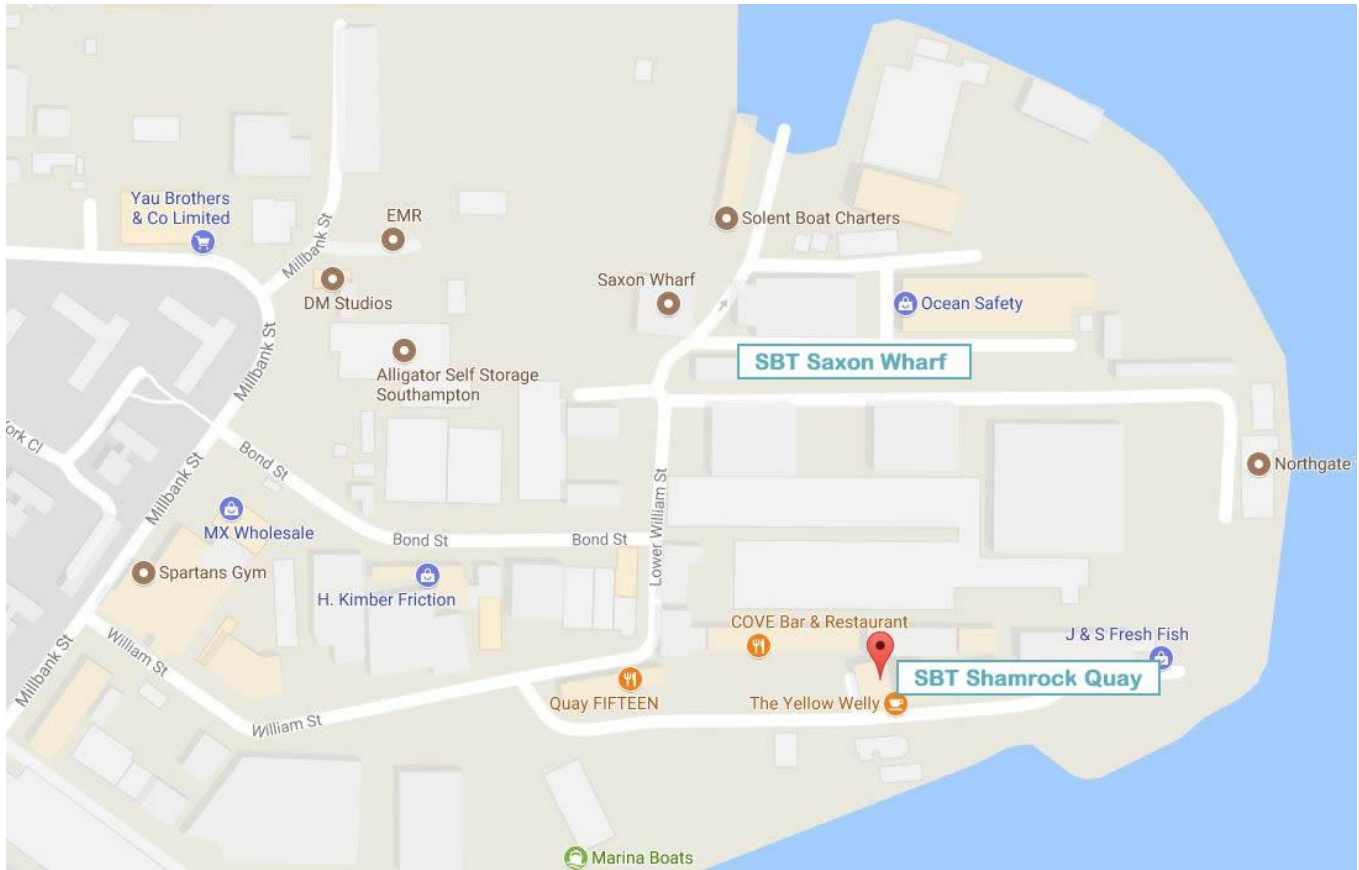 Yau Brothers
& Co Limited
Millbank St
EMR
DM Studios
Solent Boat Charters
Saxon Wharf
Ocean Safety
Millbank St
SBT Saxon Wharf
Alligator Self Storage
Southampton
Bond St
Millbank St
Northgate
MX Wholesale
Bond St
Bond St
Lower William St
Spartans Gym
H. Kimber Friction
COVE Bar & Restaurant
J & S Fresh Fish
William St
Millbank St
SBT Shamrock Quay
Quay FIFTEEN
The Yellow Welly
William St
Marina Boats